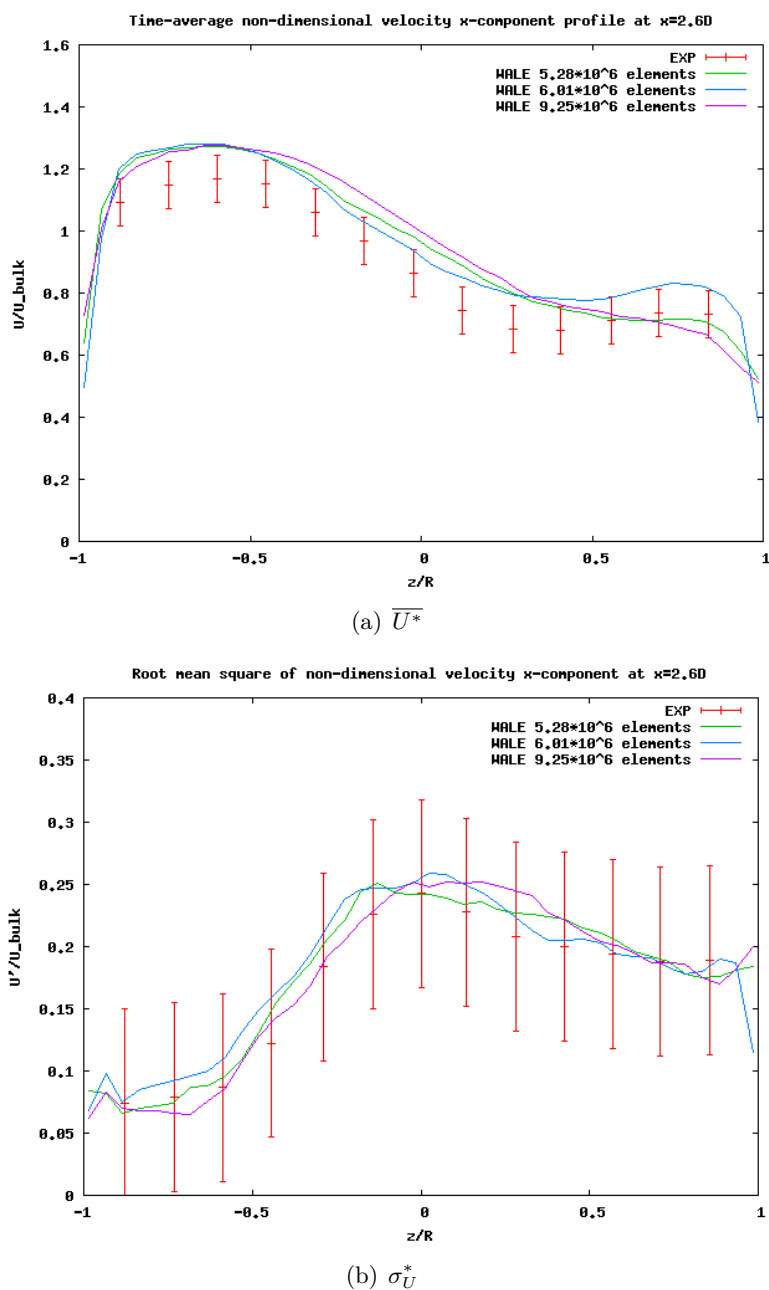 Time-average non-dimensional velocity x-component profile at x=2.6D
1.6
1.4
1.2
1
0.8
0.6
0.4
0.2
0
U/U_bulk
EXP
WALE 5.28*10^6 elements
WALE 6.01*10^6 elements
WALE 9.25*10^6 elements
-1
-0.5
0
0.5
1
z/R
(a) U*
Root mean square of non-dimensional velocity x-component at x=2.6D
0.4
0.35
0.3
0.25
0.2
0.15
0.1
0.05
0
U'/U_bulk
EXP
WALE 5.28*10^6 elements
WALE 6.01*10^6 elements
WALE 9.25*10^6 elements
-1
-0.5
0
0.5
1
z/R
(b) σ*U